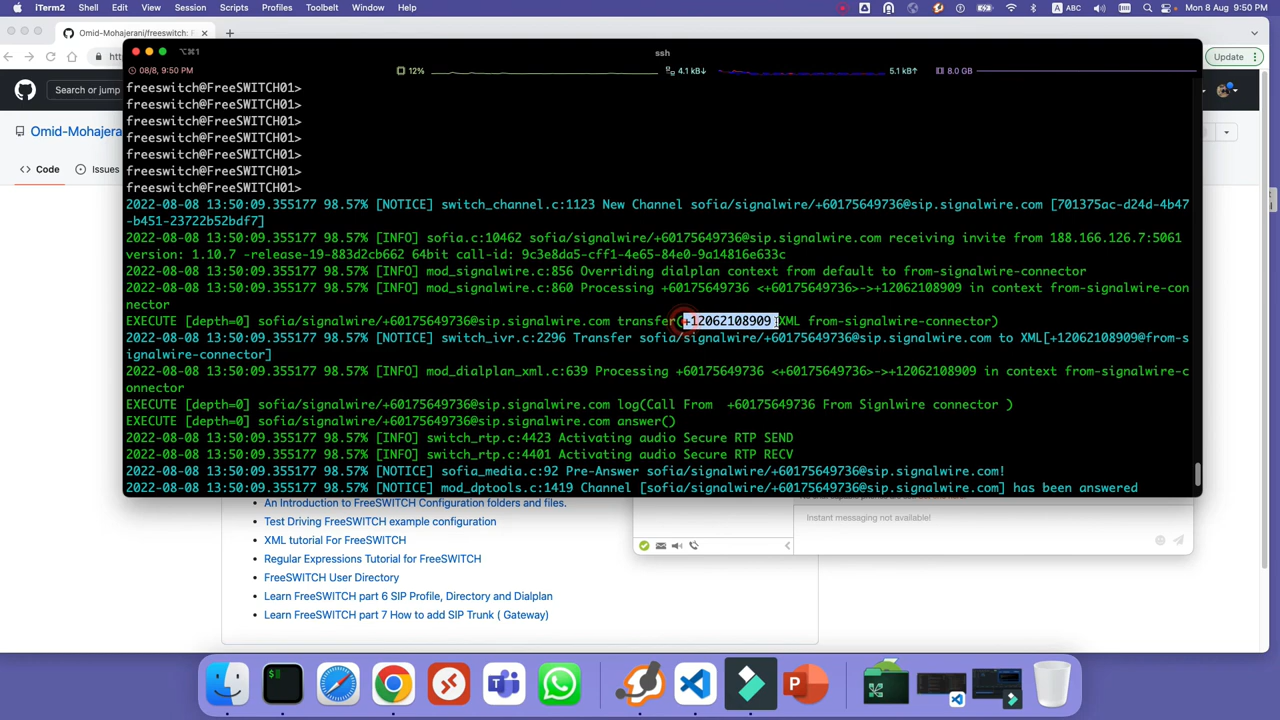 iTerm2 Shell Edit View Session Scripts Profiles Toolbelt Window Help ABC Mon 8 Aug 9:50 PM
Omid-Mohajerani/freeswitch:
ssh
⌥⌘1
Update
08/8, 9:50 PM 12% 4.1 kB↓ 5.1 kB↑ 8.0 GB
Search or jump
freeswitch@FreeSWITCH01>
freeswitch@FreeSWITCH01>
freeswitch@FreeSWITCH01>
freeswitch@FreeSWITCH01>
freeswitch@FreeSWITCH01>
freeswitch@FreeSWITCH01>
freeswitch@FreeSWITCH01>
2022-08-08 13:50:09.355177 98.57% [NOTICE] switch_channel.c:1123 New Channel sofia/signalwire/+60175649736@sip.signalwire.com [701375ac-d24d-4b47
-b451-23722b52bdf7]
2022-08-08 13:50:09.355177 98.57% [INFO] sofia.c:10462 sofia/signalwire/+60175649736@sip.signalwire.com receiving invite from 188.166.126.7:5061
version: 1.10.7 -release-19-883d2cb662 64bit call-id: 9c3e8da5-cff1-4e65-84e0-9a14816e633c
2022-08-08 13:50:09.355177 98.57% [INFO] mod_signalwire.c:856 Overriding dialplan context from default to from-signalwire-connector
2022-08-08 13:50:09.355177 98.57% [INFO] mod_signalwire.c:860 Processing +60175649736 <+60175649736>->+12062108909 in context from-signalwire-con
nector
EXECUTE [depth=0] sofia/signalwire/+60175649736@sip.signalwire.com transfer(+12062108909 XML from-signalwire-connector)
2022-08-08 13:50:09.355177 98.57% [NOTICE] switch_ivr.c:2296 Transfer sofia/signalwire/+60175649736@sip.signalwire.com to XML[+12062108909@from-s
ignalwire-connector]
2022-08-08 13:50:09.355177 98.57% [INFO] mod_dialplan_xml.c:639 Processing +60175649736 <+60175649736>->+12062108909 in context from-signalwire-c
onnector
EXECUTE [depth=0] sofia/signalwire/+60175649736@sip.signalwire.com log(Call From +60175649736 From Signlwire connector )
EXECUTE [depth=0] sofia/signalwire/+60175649736@sip.signalwire.com answer()
2022-08-08 13:50:09.355177 98.57% [INFO] switch_rtp.c:4423 Activating audio Secure RTP SEND
2022-08-08 13:50:09.355177 98.57% [INFO] switch_rtp.c:4401 Activating audio Secure RTP RECV
2022-08-08 13:50:09.355177 98.57% [NOTICE] sofia_media.c:92 Pre-Answer sofia/signalwire/+60175649736@sip.signalwire.com!
2022-08-08 13:50:09.355177 98.57% [NOTICE] mod_dptools.c:1419 Channel [sofia/signalwire/+60175649736@sip.signalwire.com] has been answered
Omid-Mohajera
Code Issues
An Introduction to FreeSWITCH Configuration folders and files.
Test Driving FreeSWITCH example configuration
XML tutorial For FreeSWITCH
Regular Expressions Tutorial for FreeSWITCH
FreeSWITCH User Directory
Learn FreeSWITCH part 6 SIP Profile, Directory and Dialplan
Learn FreeSWITCH part 7 How to add SIP Trunk ( Gateway)
Instant messaging not available!